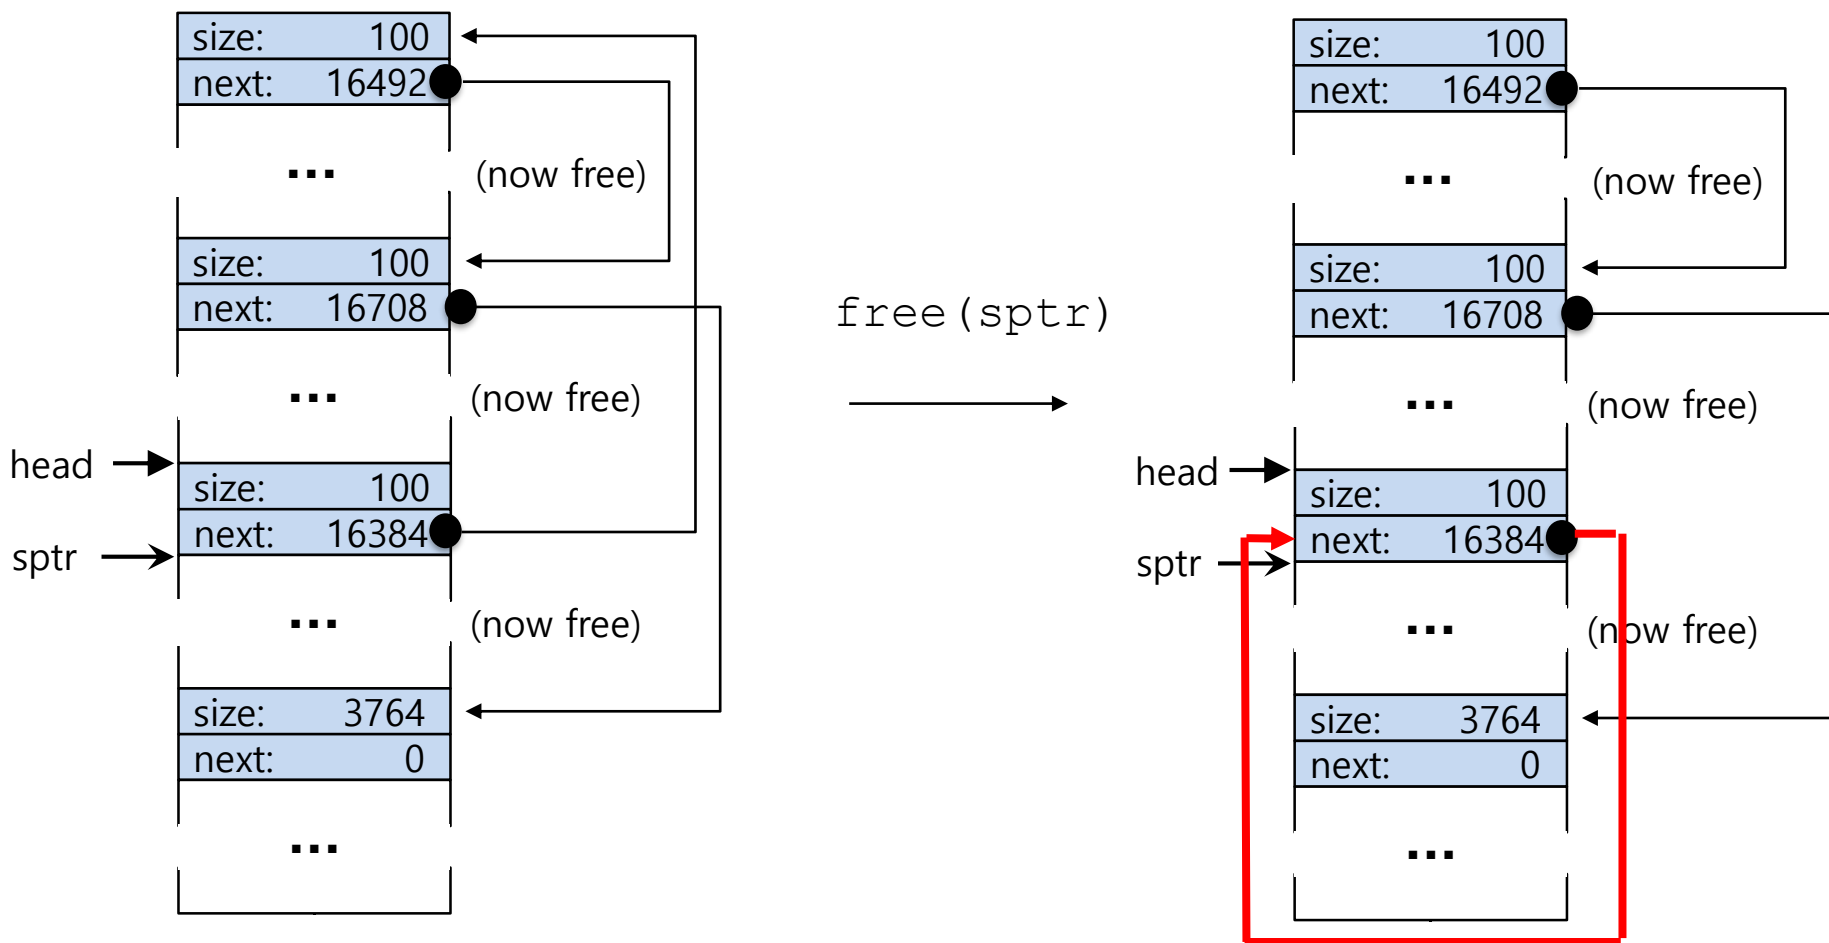 size: 100
next: 16492
...
(now free)
size: 100
next: 16708
...
(now free)
head
size: 100
next: 16384
sptr
...
(now free)
size: 3764
next: 0
...
free(sptr)
size: 100
next: 16492
...
(now free)
size: 100
next: 16708
...
(now free)
head
size: 100
next: 16384
sptr
...
(now free)
size: 3764
next: 0
...